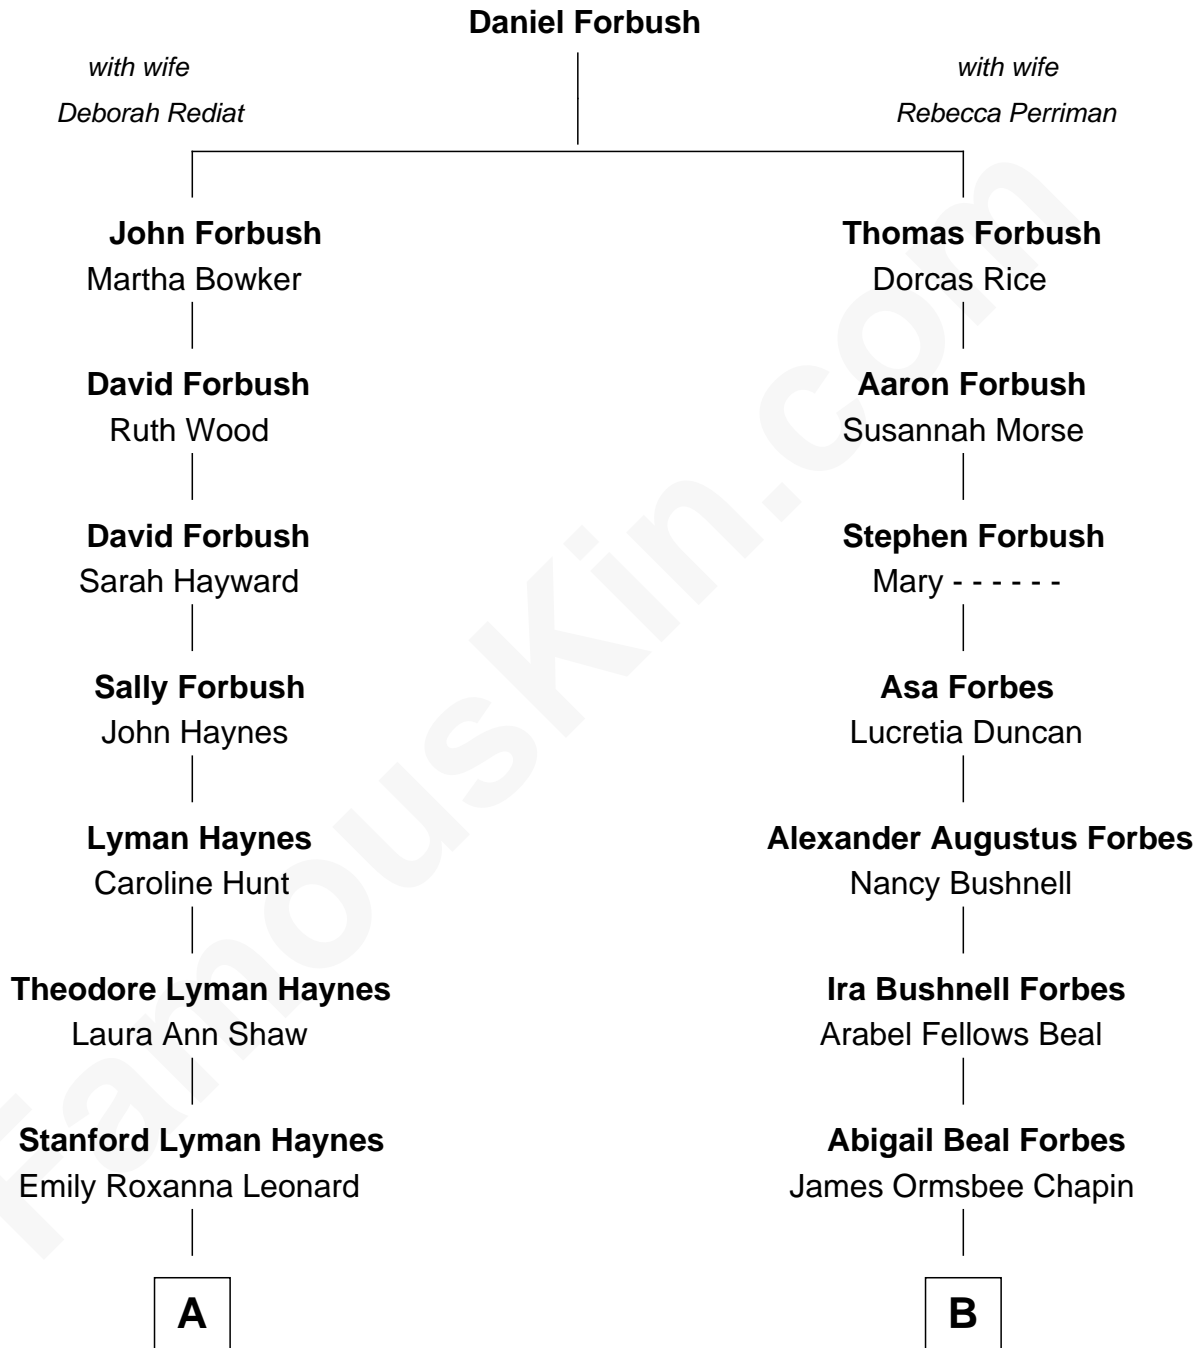 Daniel Forbush
with wife
Deborah Rediat
with wife
Rebecca Perriman
John Forbush
Martha Bowker
Thomas Forbush
Dorcas Rice
David Forbush
Ruth Wood
Aaron Forbush
Susannah Morse
David Forbush
Sarah Hayward
Stephen Forbush
Mary - - - - - -
Sally Forbush
John Haynes
Asa Forbes
Lucretia Duncan
Lyman Haynes
Caroline Hunt
Alexander Augustus Forbes
Nancy Bushnell
Theodore Lyman Haynes
Laura Ann Shaw
Ira Bushnell Forbes
Arabel Fellows Beal
Stanford Lyman Haynes
Emily Roxanna Leonard
Abigail Beal Forbes
James Ormsbee Chapin
A
B
FamousKin.com